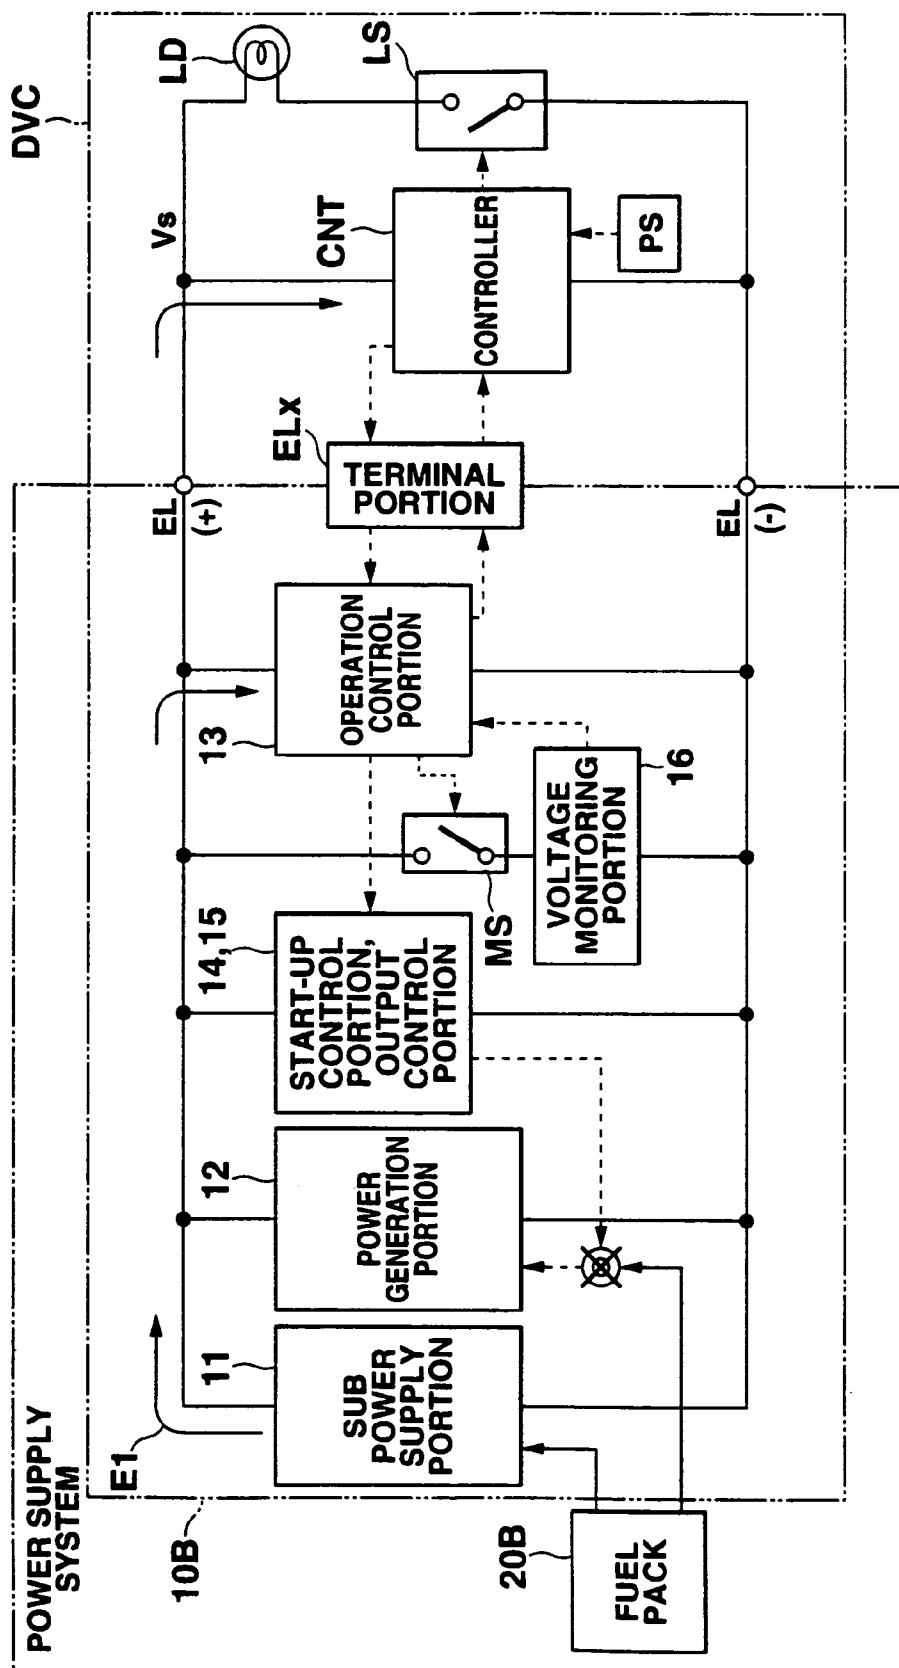 POWER SUPPLY
SYSTEM
DVC
10B
E1
11
SUB
POWER
SUPPLY
PORTION
12
POWER
GENERATION
PORTION
14,15
START-UP
CONTROL
PORTION,
OUTPUT
CONTROL
PORTION
MS
13
OPERATION
CONTROL
PORTION
VOLTAGE
MONITORING
PORTION
16
EL
(+)
ELx
TERMINAL
PORTION
EL
(-)
Vs
CNT
CONTROLLER
PS
LD
LS
20B
FUEL
PACK